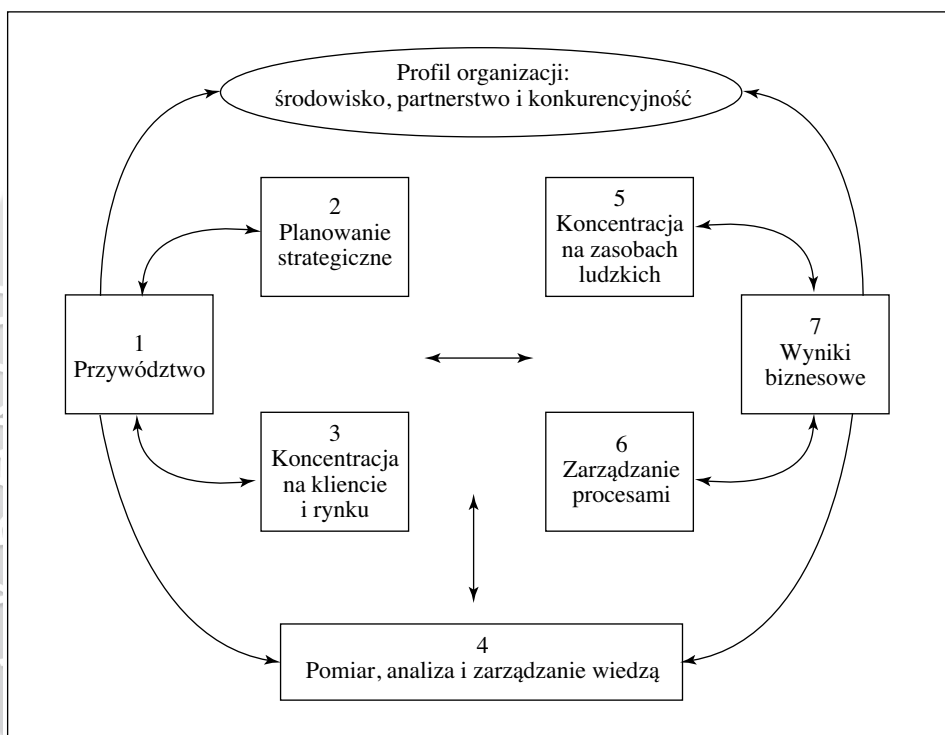 Profil organizacji:
środowisko, partnerstwo i konkurencyjność
2
Planowanie
strategiczne
5
Koncentracja
na zasobach
ludzkich
1
Przywództwo
7
Wyniki
biznesowe
3
Koncentracja
na kliencie
i rynku
6
Zarządzanie
procesami
4
Pomiar, analiza i zarządzanie wiedzą